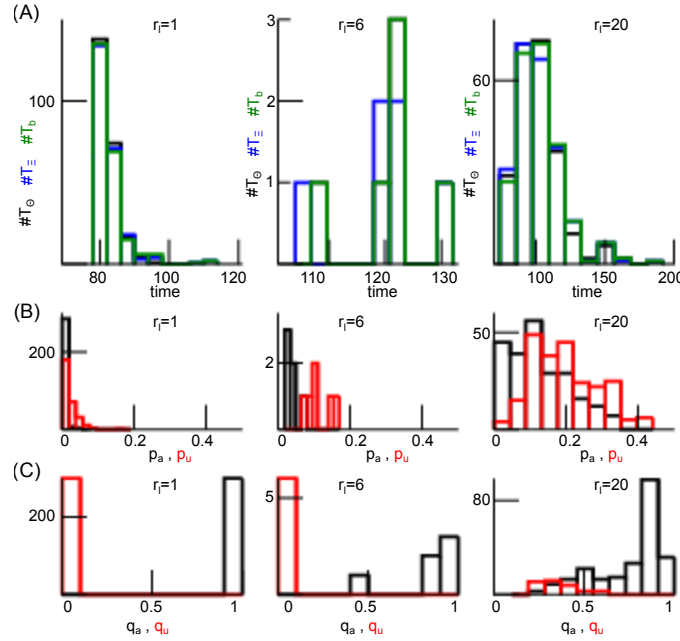 (A)
r_l=1
r_l=6
r_l=20
#T_Θ #T_Ξ #T_b
100
80 100 120
time
#T_Θ #T_Ξ #T_b
3
2
1
110 120 130
time
#T_Θ #T_Ξ #T_b
60
100 150 200
time
(B)
r_l=1
r_l=6
r_l=20
200
0 0.2 0.4
p_a , p_u
2
0 0.2 0.4
p_a , p_u
50
0 0.2 0.4
p_a , p_u
(C)
r_l=1
r_l=6
r_l=20
200
0 0.5 1
q_a , q_u
5
0 0.5 1
q_a , q_u
80
0 0.5 1
q_a , q_u